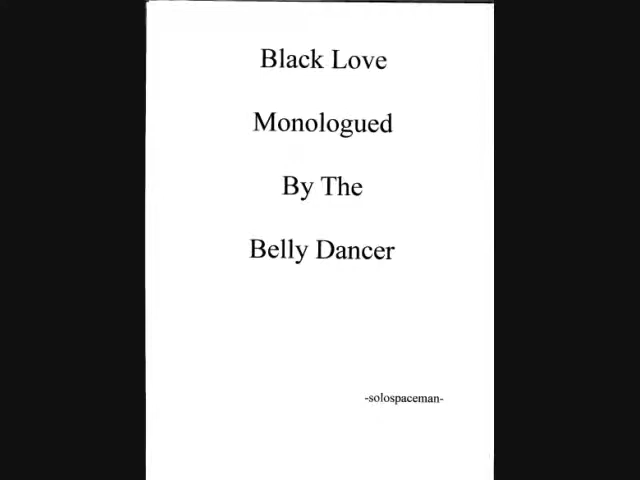 Black Love
Monologued
By The
Belly Dancer
-solospaceman-